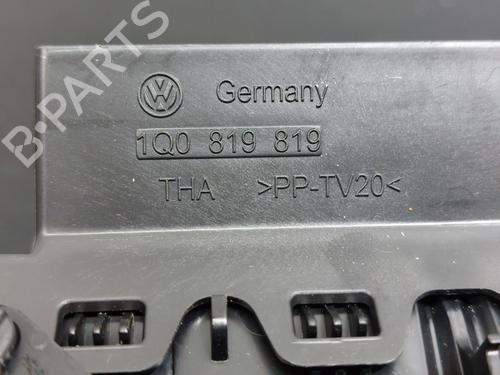 Germany
1Q0 819 819
THA >PP-TV20<
B-PARTS